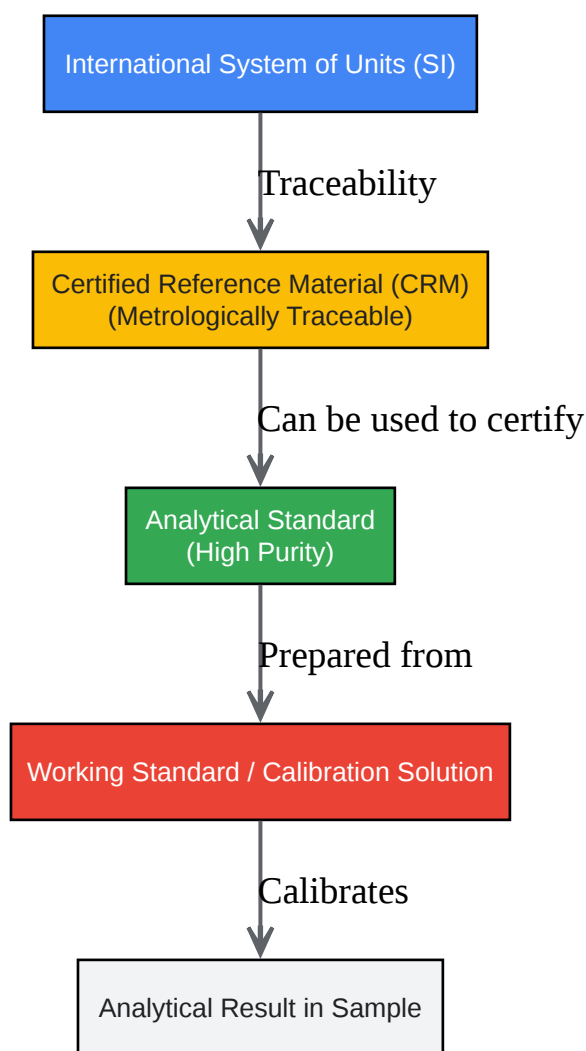 International System of Units (SI)
Traceability
Certified Reference Material (CRM)
(Metrologically Traceable)
Can be used to certify
Analytical Standard
(High Purity)
Prepared from
Working Standard / Calibration Solution
Calibrates
Analytical Result in Sample